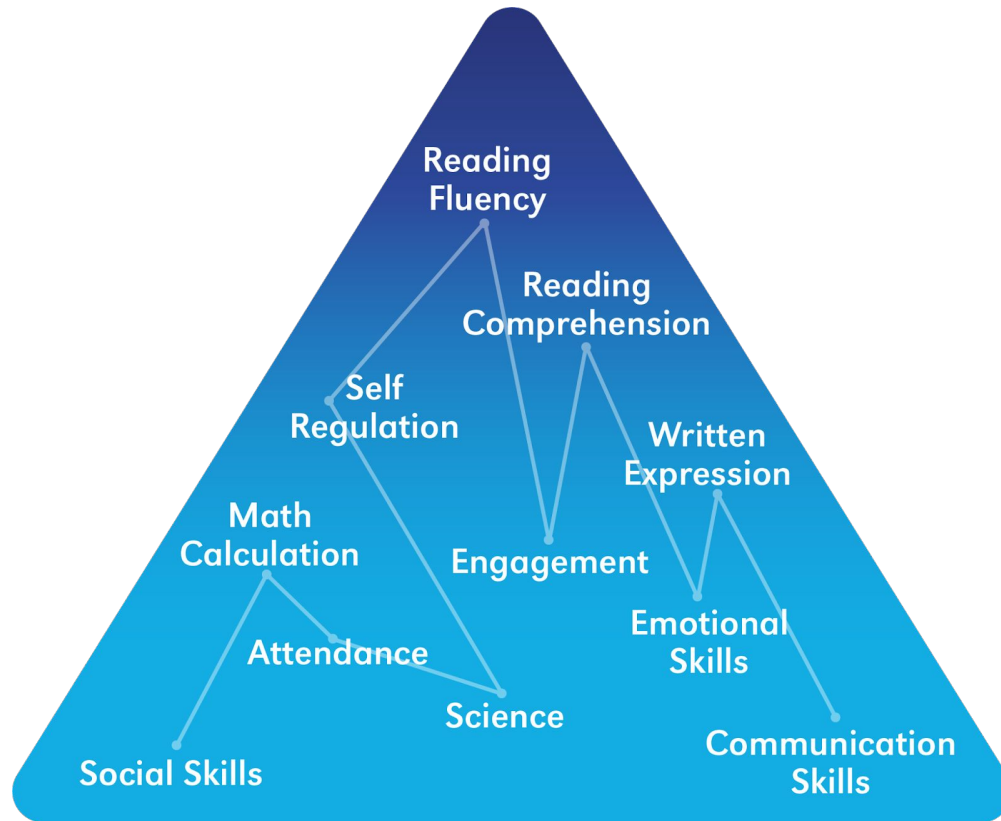 Reading
Fluency
Reading
Comprehension
Self
Regulation
Written
Expression
Math
Calculation
Engagement
Emotional
Skills
Attendance
Science
Communication
Skills
Social Skills